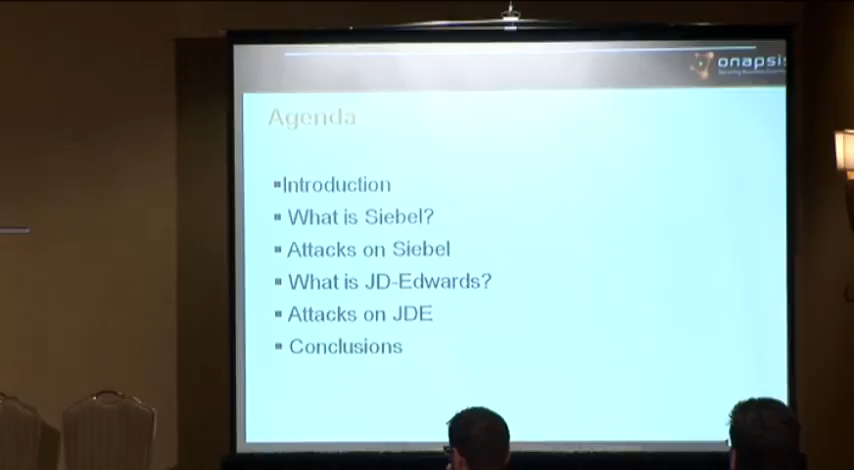 onapsis
Agenda
▪Introduction
▪ What is Siebel?
▪ Attacks on Siebel
▪ What is JD-Edwards?
▪ Attacks on JDE
▪ Conclusions